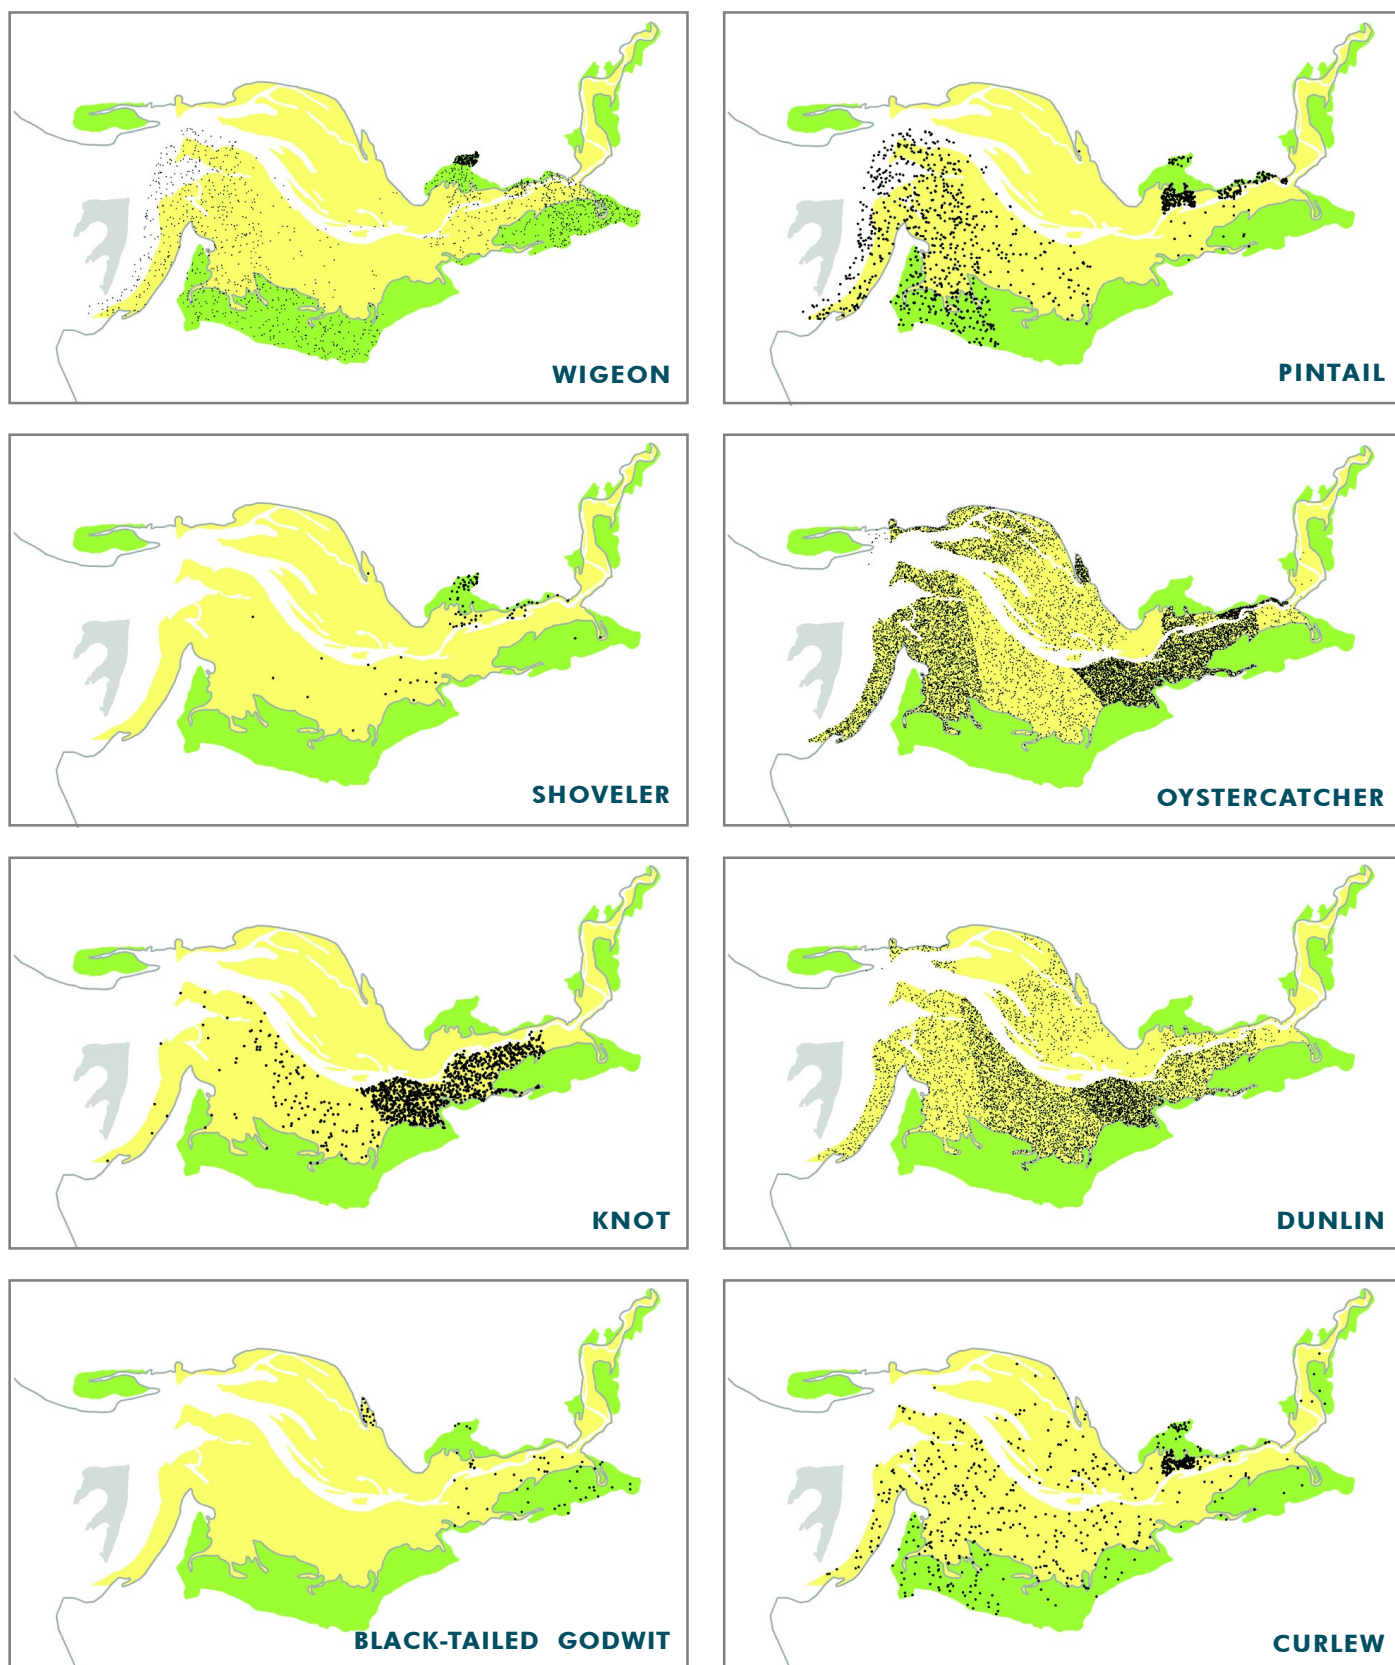 WIGEON
PINTAIL
SHOVELER
OYSTERCATCHER
KNOT
DUNLIN
BLACK-TAILED GODWIT
CURLEW